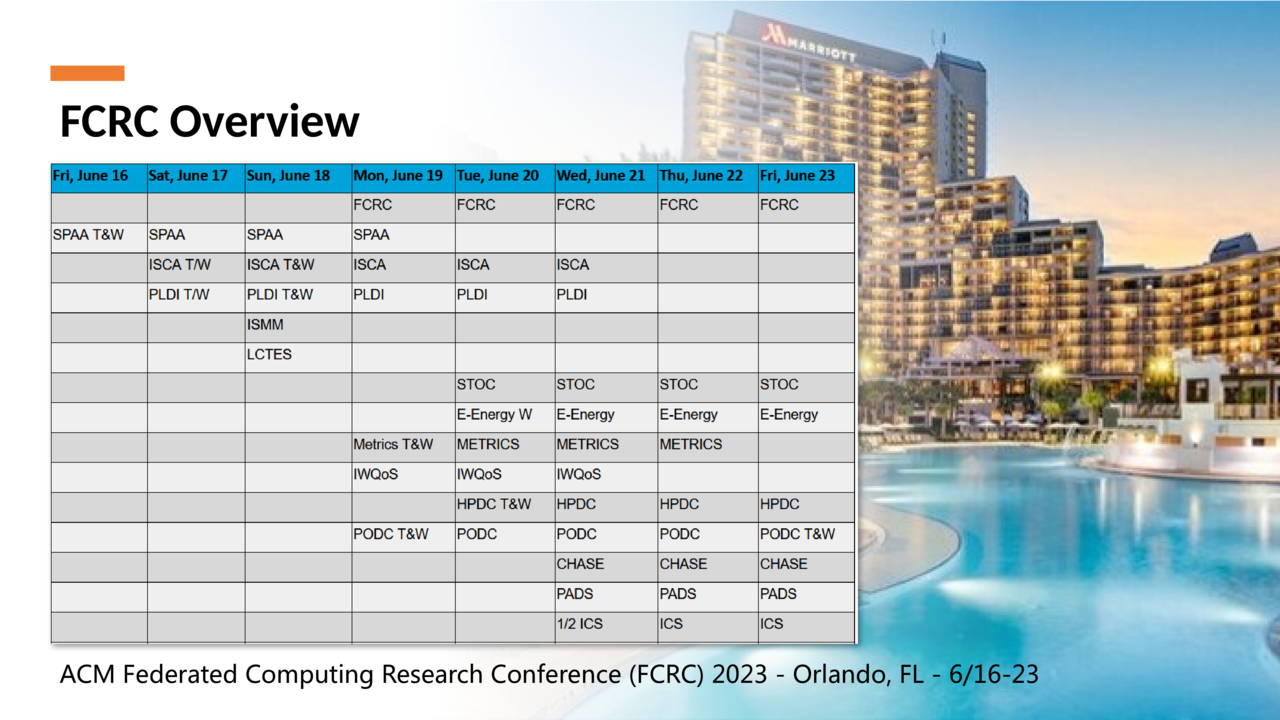 MARRIOTT
FCRC Overview
Fri, June 16 Sat, June 17 Sun, June 18 Mon, June 19 Tue, June 20 Wed, June 21 Thu, June 22 Fri, June 23
FCRC FCRC FCRC FCRC FCRC
SPAA T&W SPAA SPAA SPAA
ISCA T/W ISCA T&W ISCA ISCA ISCA
PLDI T/W PLDI T&W PLDI PLDI PLDI
ISMM
LCTES
STOC STOC STOC STOC
E-Energy W E-Energy E-Energy E-Energy
Metrics T&W METRICS METRICS METRICS
IWQoS IWQoS IWQoS
HPDC T&W HPDC HPDC HPDC
PODC T&W PODC PODC PODC PODC T&W
CHASE CHASE CHASE
PADS PADS PADS
1/2 ICS ICS ICS
ACM Federated Computing Research Conference (FCRC) 2023 - Orlando, FL - 6/16-23